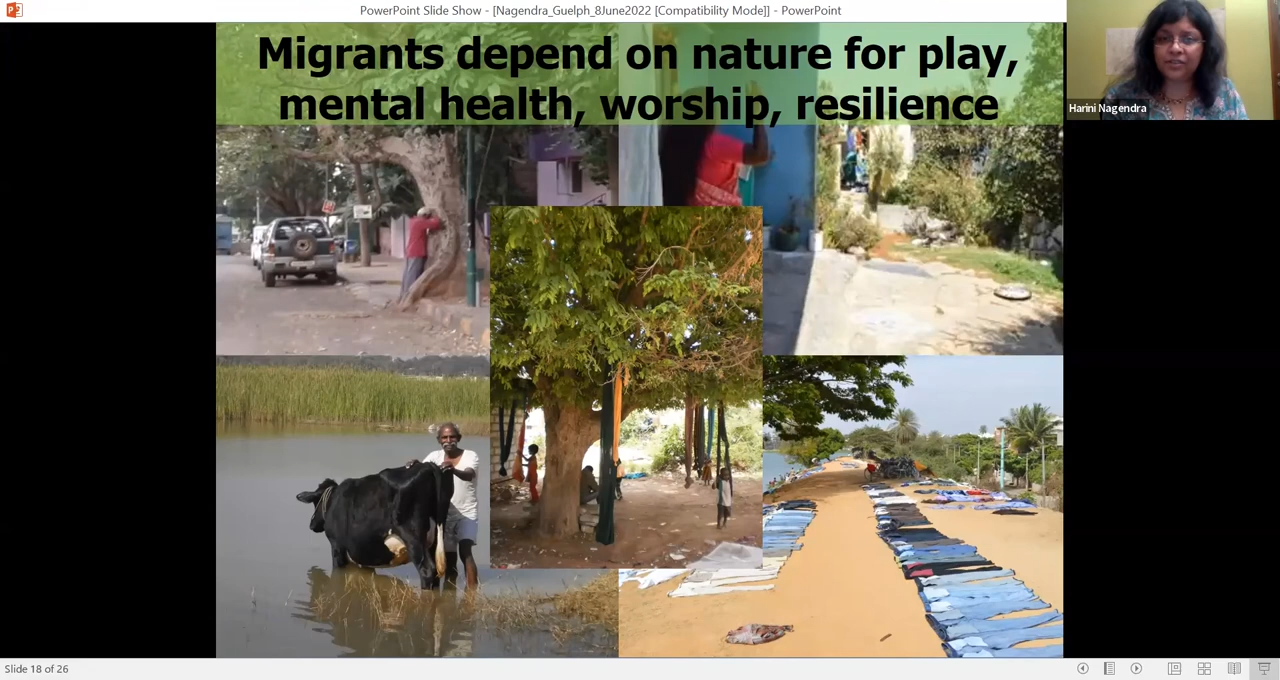 PowerPoint Slide Show - [Nagendra_Guelph_8June2022 [Compatibility Mode]] - PowerPoint
Migrants depend on nature for play,
mental health, worship, resilience
Harini Nagendra
Slide 18 of 26